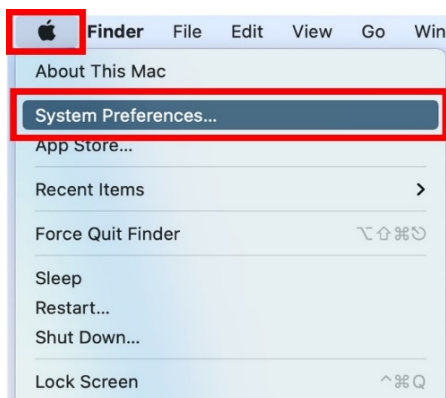 Finder File Edit View Go Win
About This Mac
System Preferences...
App Store...
Recent Items
Force Quit Finder ⌥⇧⌘⎋
Sleep
Restart...
Shut Down...
Lock Screen ^⌘Q